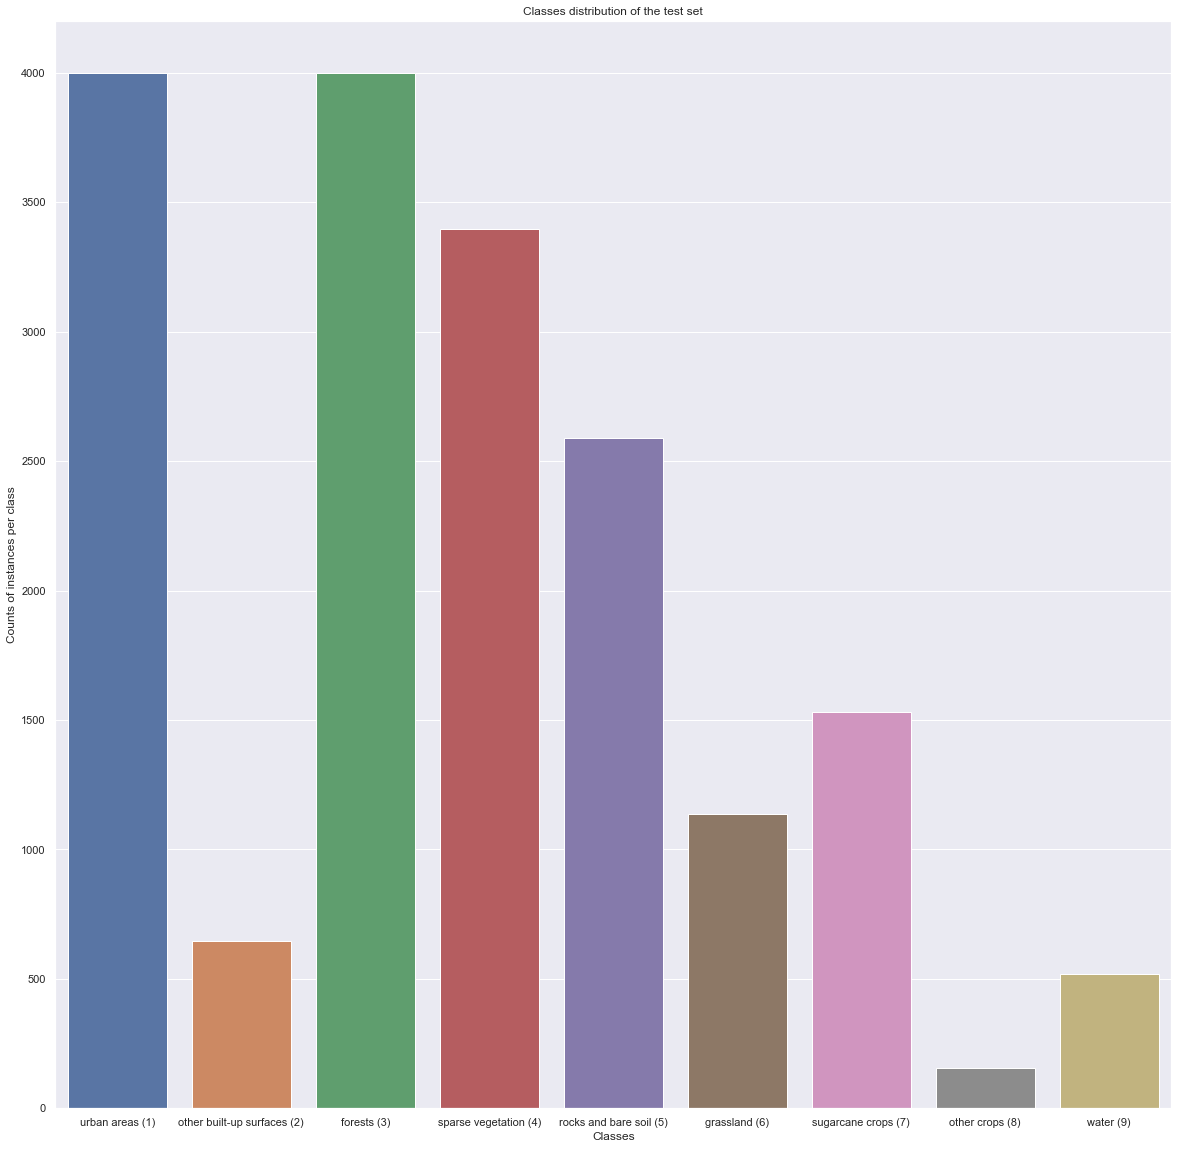 Classes distribution of the test set
Counts of instances per class
4000
3500
3000
2500
2000
1500
1000
500
0
urban areas (1) other built-up surfaces (2) forests (3) sparse vegetation (4) rocks and bare soil (5) grassland (6) sugarcane crops (7) other crops (8) water (9)
Classes